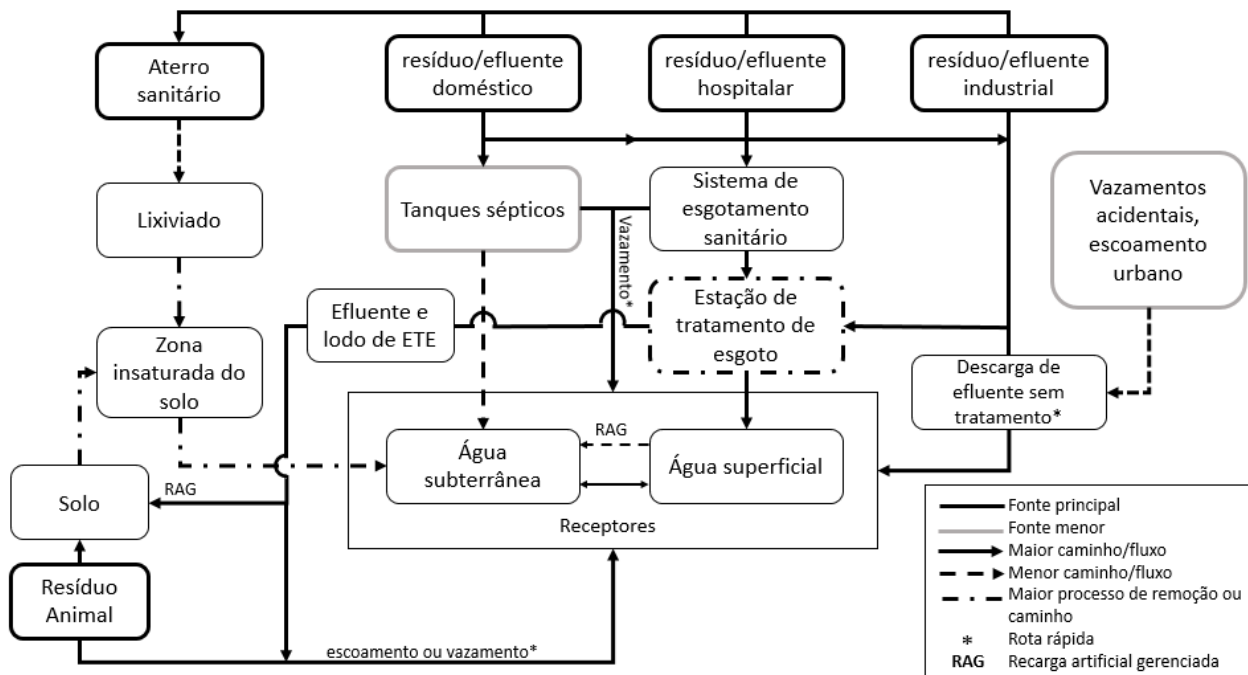 Aterro
sanitário
resíduo/efluente
doméstico
resíduo/efluente
hospitalar
resíduo/efluente
industrial
Lixiviado
Tanques sépticos
Vazamento*
Sistema de
esgotamento
sanitário
Vazamentos
acidentais,
escoamento
urbano
Zona
insaturada do
solo
Efluente e
lodo de ETE
Estação de
tratamento de
esgoto
Descarga de
efluente sem
tratamento*
Água
subterrânea
RAG
Água superficial
Receptores
Solo
RAG
Resíduo
Animal
escoamento ou vazamento*
Fonte principal
Fonte menor
Maior caminho/fluxo
Menor caminho/fluxo
Maior processo de remoção ou
caminho
* Rota rápida
RAG Recarga artificial gerenciada